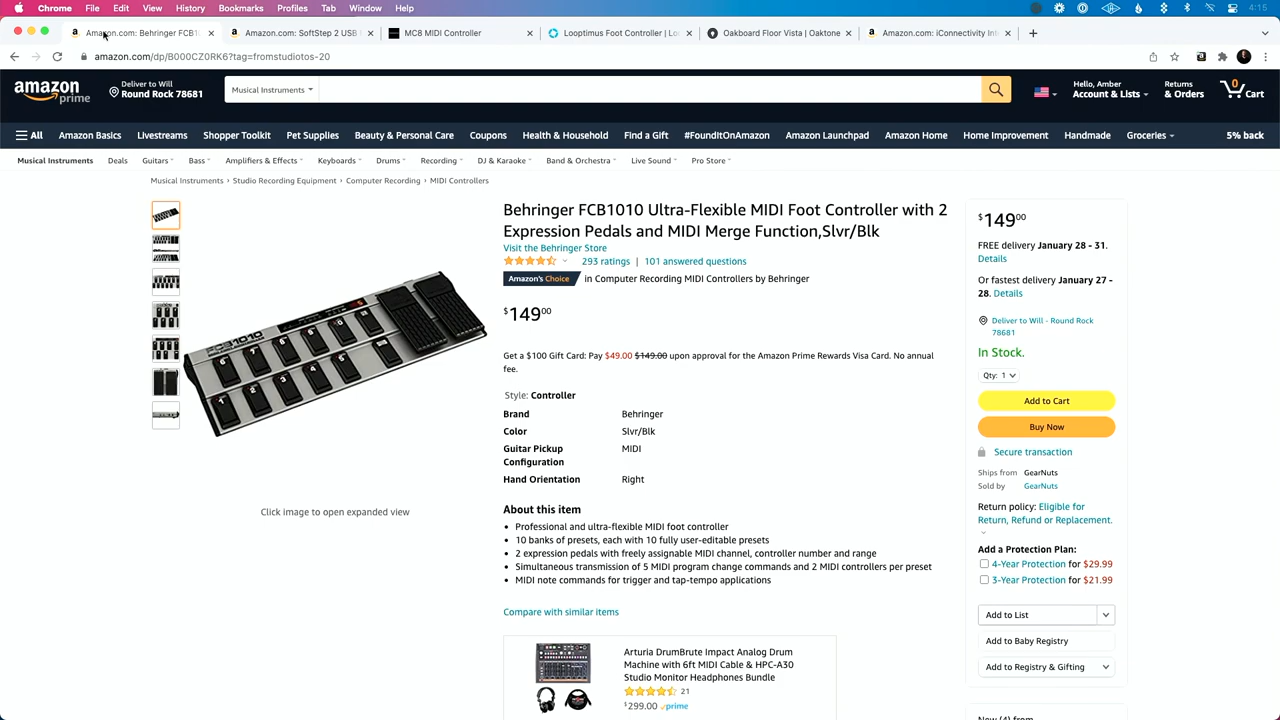 Chrome File Edit View History Bookmarks Profiles Tab Window Help 4:15
Amazon.com: Behringer FCB10
Amazon.com: SoftStep 2 USB
MC8 MIDI Controller
Looptimus Foot Controller | Lo
Oakboard Floor Vista | Oaktone
Amazon.com: iConnectivity Int
amazon.com/dp/B000CZ0RK6?tag=fromstudiotos-20
amazon prime
Deliver to Will
Round Rock 78681
Musical Instruments
Hello, Amber
Account & Lists
Returns
& Orders
0
Cart
All Amazon Basics Livestreams Shopper Toolkit Pet Supplies Beauty & Personal Care Coupons Health & Household Find a Gift #FoundItOnAmazon Amazon Launchpad Amazon Home Home Improvement Handmade Groceries 5% back
Musical Instruments Deals Guitars Bass Amplifiers & Effects Keyboards Drums Recording DJ & Karaoke Band & Orchestra Live Sound Pro Store
Musical Instruments › Studio Recording Equipment › Computer Recording › MIDI Controllers
Click image to open expanded view
Behringer FCB1010 Ultra-Flexible MIDI Foot Controller with 2
Expression Pedals and MIDI Merge Function,Slvr/Blk
Visit the Behringer Store
293 ratings | 101 answered questions
Amazon's Choice in Computer Recording MIDI Controllers by Behringer
$14900
Get a $100 Gift Card: Pay $49.00 $149.00 upon approval for the Amazon Prime Rewards Visa Card. No annual
fee.
Style: Controller
Brand Behringer
Color Slvr/Blk
Guitar Pickup MIDI
Configuration
Hand Orientation Right
About this item
• Professional and ultra-flexible MIDI foot controller
• 10 banks of presets, each with 10 fully user-editable presets
• 2 expression pedals with freely assignable MIDI channel, controller number and range
• Simultaneous transmission of 5 MIDI program change commands and 2 MIDI controllers per preset
• MIDI note commands for trigger and tap-tempo applications
Compare with similar items
Arturia DrumBrute Impact Analog Drum
Machine with 6ft MIDI Cable & HPC-A30
Studio Monitor Headphones Bundle
21
$299.00 prime
$14900
FREE delivery January 28 - 31.
Details
Or fastest delivery January 27 -
28. Details
Deliver to Will - Round Rock
78681
In Stock.
Qty: 1
Add to Cart
Buy Now
Secure transaction
Ships from GearNuts
Sold by GearNuts
Return policy: Eligible for
Return, Refund or Replacement.
Add a Protection Plan:
4-Year Protection for $29.99
3-Year Protection for $21.99
Add to List
Add to Baby Registry
Add to Registry & Gifting